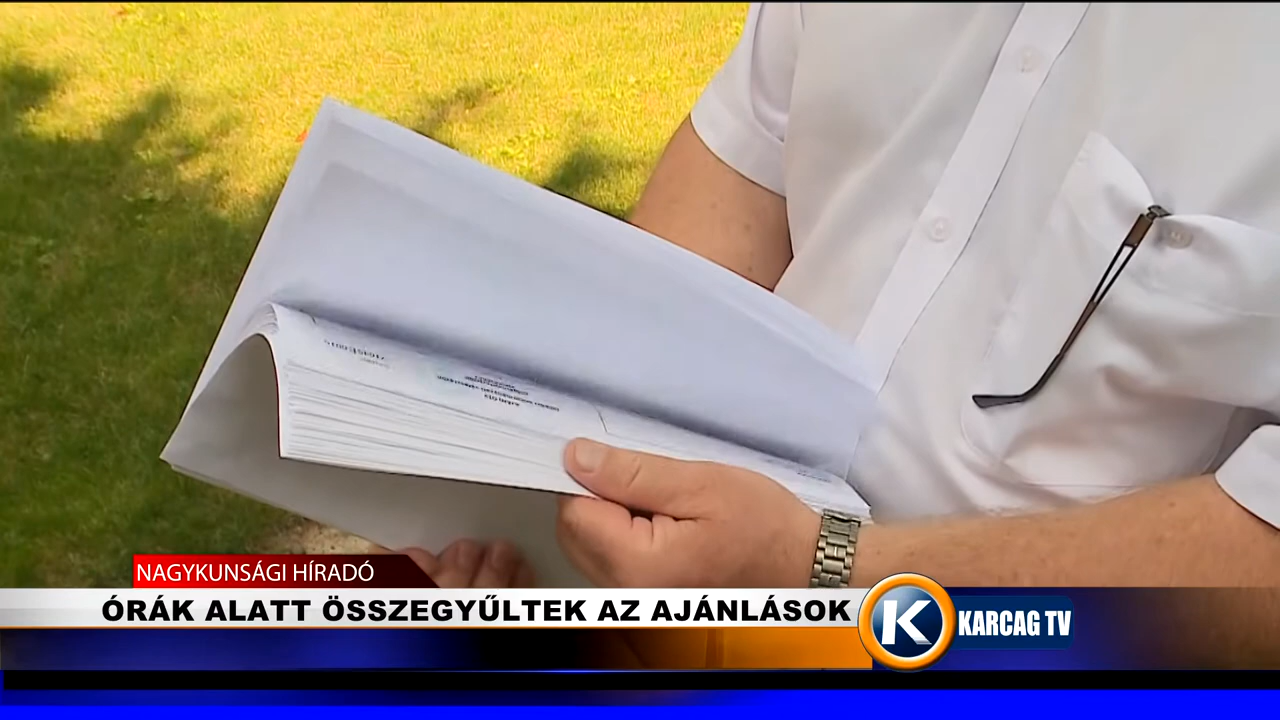 NAGYKUNSÁGI HÍRADÓ
ÓRÁK ALATT ÖSSZEGYŰLTEK AZ AJÁNLÁSOK
K KARCAG TV